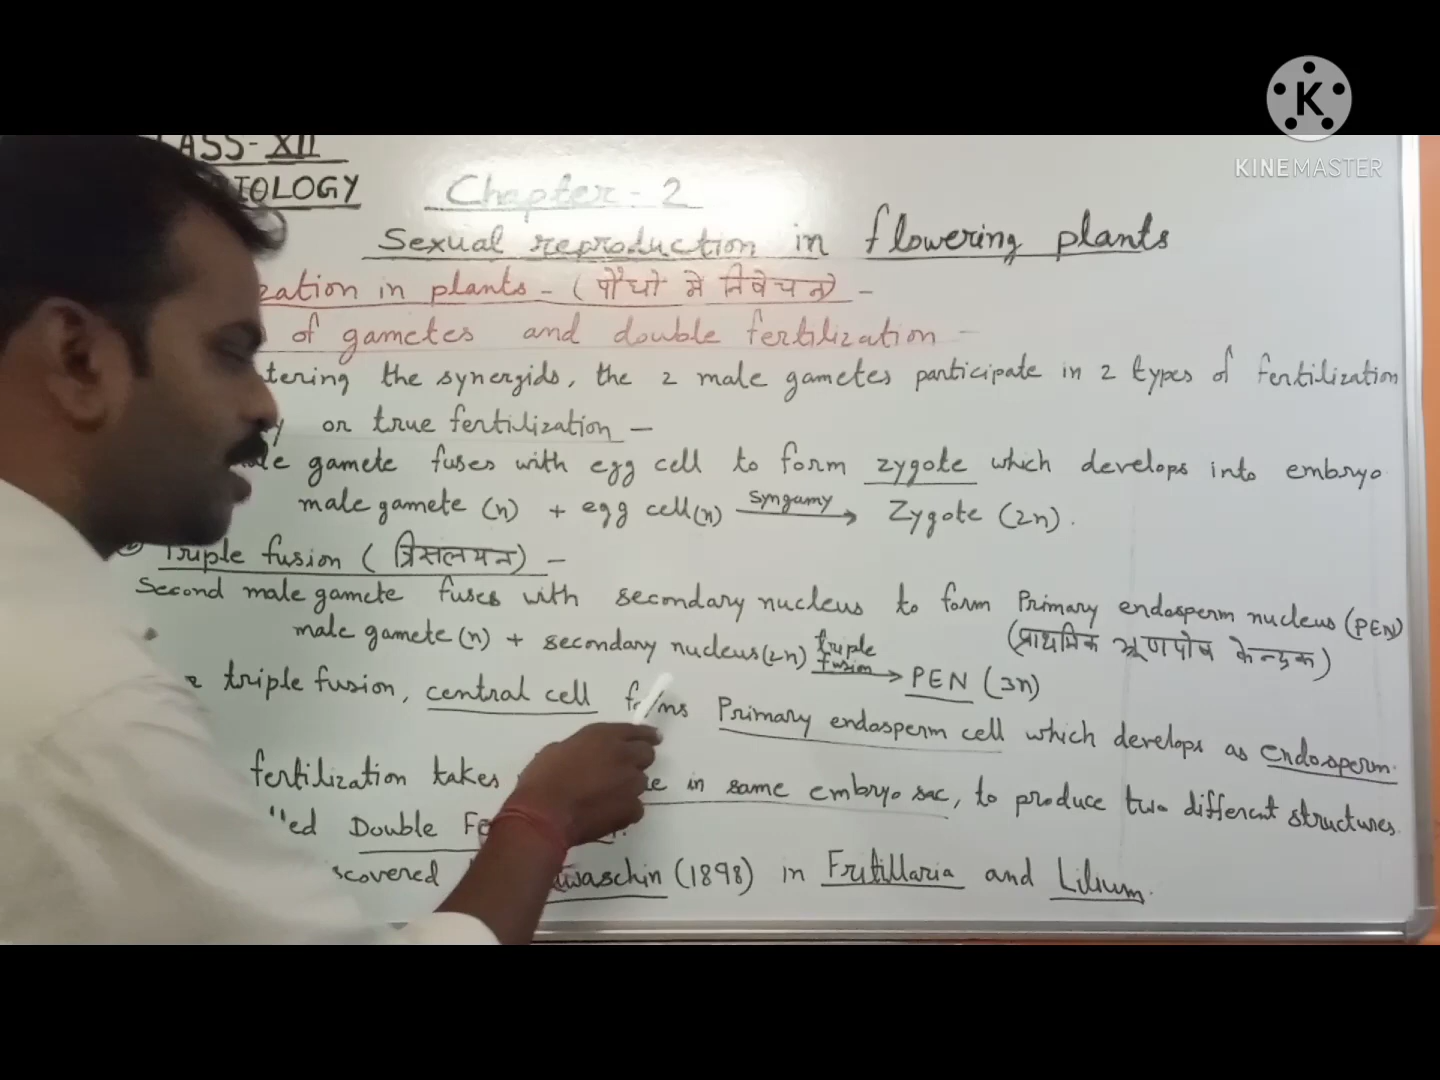 K
KINEMASTER
ASS-XII
IOLOGY
Chapter - 2
Sexual reproduction in flowering plants
zation in plants - (पौधों में निषेचन) -
of gametes and double fertilization -
tering the synergids, the 2 male gametes participate in 2 types of fertilization
y or true fertilization -
le gamete fuses with egg cell to form zygote which develops into embryo
male gamete (n) + egg cell(n) syngamy → Zygote (2n).
Triple fusion (त्रिसंलयन) -
Second male gamete fuses with secondary nucleus to form Primary endosperm nucleus (PEN)
(प्राथमिक भ्रूणपोष केन्द्रक)
male gamete (n) + secondary nucleus (2n) triple fusion → PEN (3n)
triple fusion, central cell forms Primary endosperm cell which develops as endosperm.
fertilization takes in same embryo sac, to produce two different structures
lled Double Fe
scovered waschin (1898) in Fritillaria and Lilium.